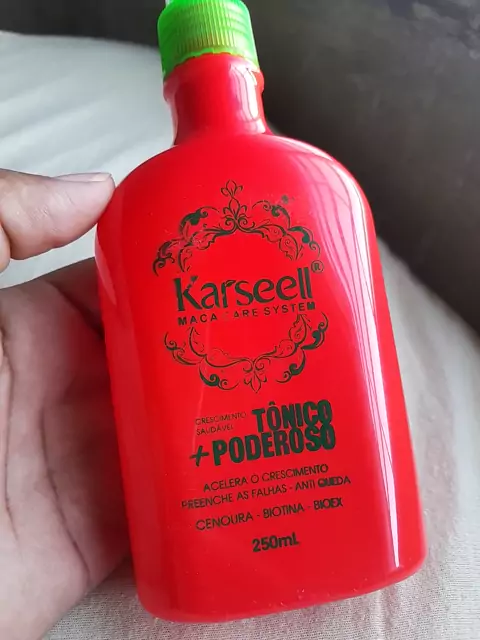 Karseell®
MACA CARE SYSTEM
CRESCIMENTO
SAUDÁVEL
TÔNICO
+PODEROSO
ACELERA O CRESCIMENTO
PREENCHE AS FALHAS - ANTI QUEDA
CENOURA - BIOTINA - BIOEX
250mL